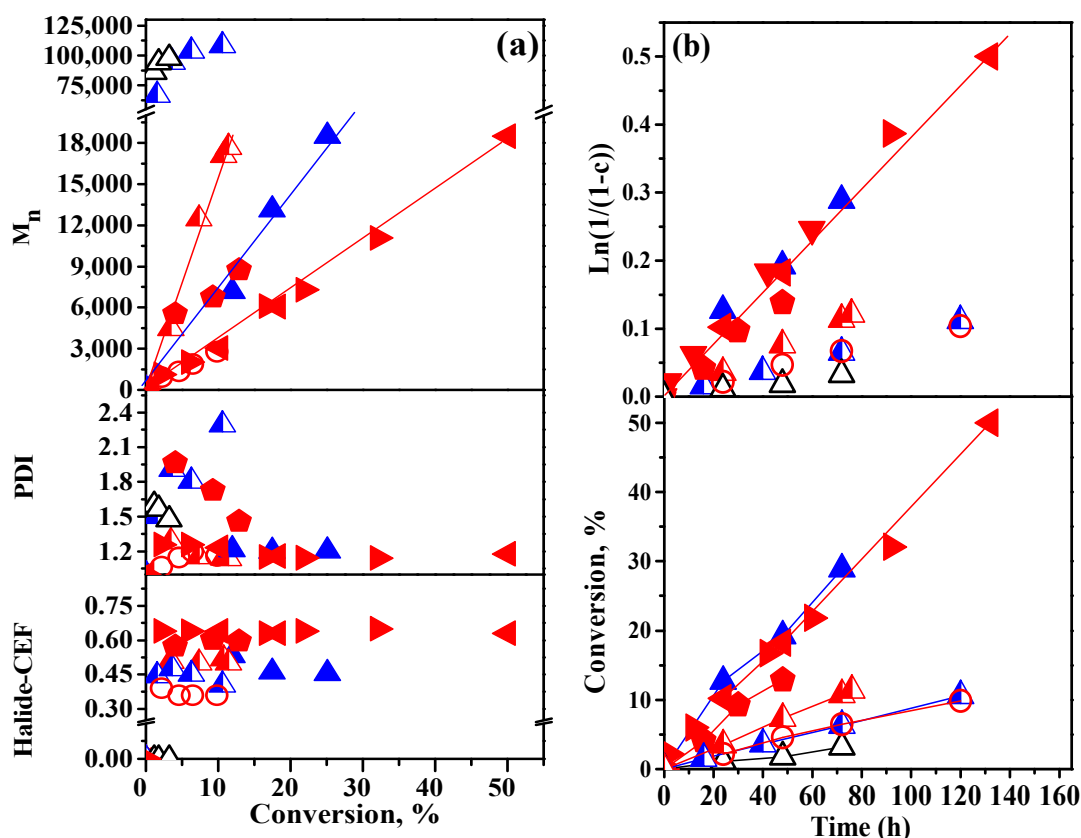 (a)
125,000
100,000
75,000
18,000
15,000
12,000
9,000
6,000
3,000
0
Mn
2.4
2.1
1.8
1.5
1.2
PDI
0.75
0.60
0.45
0.30
0.00
Halide-CEF
0 10 20 30 40 50
Conversion, %
(b)
0.5
0.4
0.3
0.2
0.1
0.0
Ln(1/(1-c))
50
40
30
20
10
0
Conversion, %
0 20 40 60 80 100 120 140 160
Time (h)